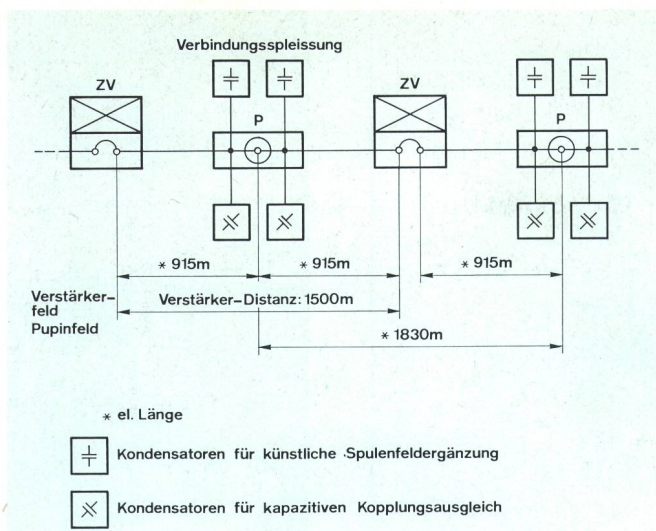 Verbindungsspleissung
ZV
P
ZV
P
* 915m
* 915m
* 915m
Verstärker-
feld
Verstärker-Distanz: 1500m
Pupinfeld
* 1830m
* el. Länge
Kondensatoren für künstliche Spulenfeldergänzung
Kondensatoren für kapazitiven Kopplungsausgleich